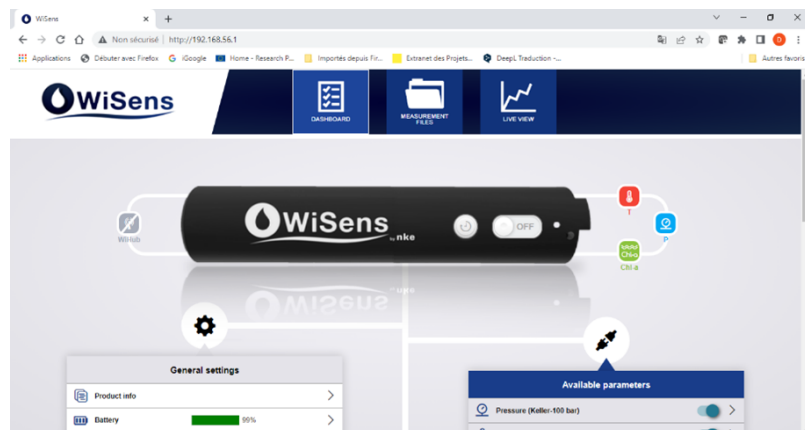 WiSens
Non sécurisé | http://192.168.56.1
Applications Débuter avec Firefox iGoogle Home - Research P... Importés depuis Fir... Extranet des Projets... DeepL Traduction -... Autres favoris
WiSens
DASHBOARD
MEASUREMENT
FILES
LIVE VIEW
WiHub
WiSens
by nke
OFF
T
P
Chl-a
Chl a
General settings
Product info
Battery 99%
Available parameters
Pressure (Keller-100 bar)